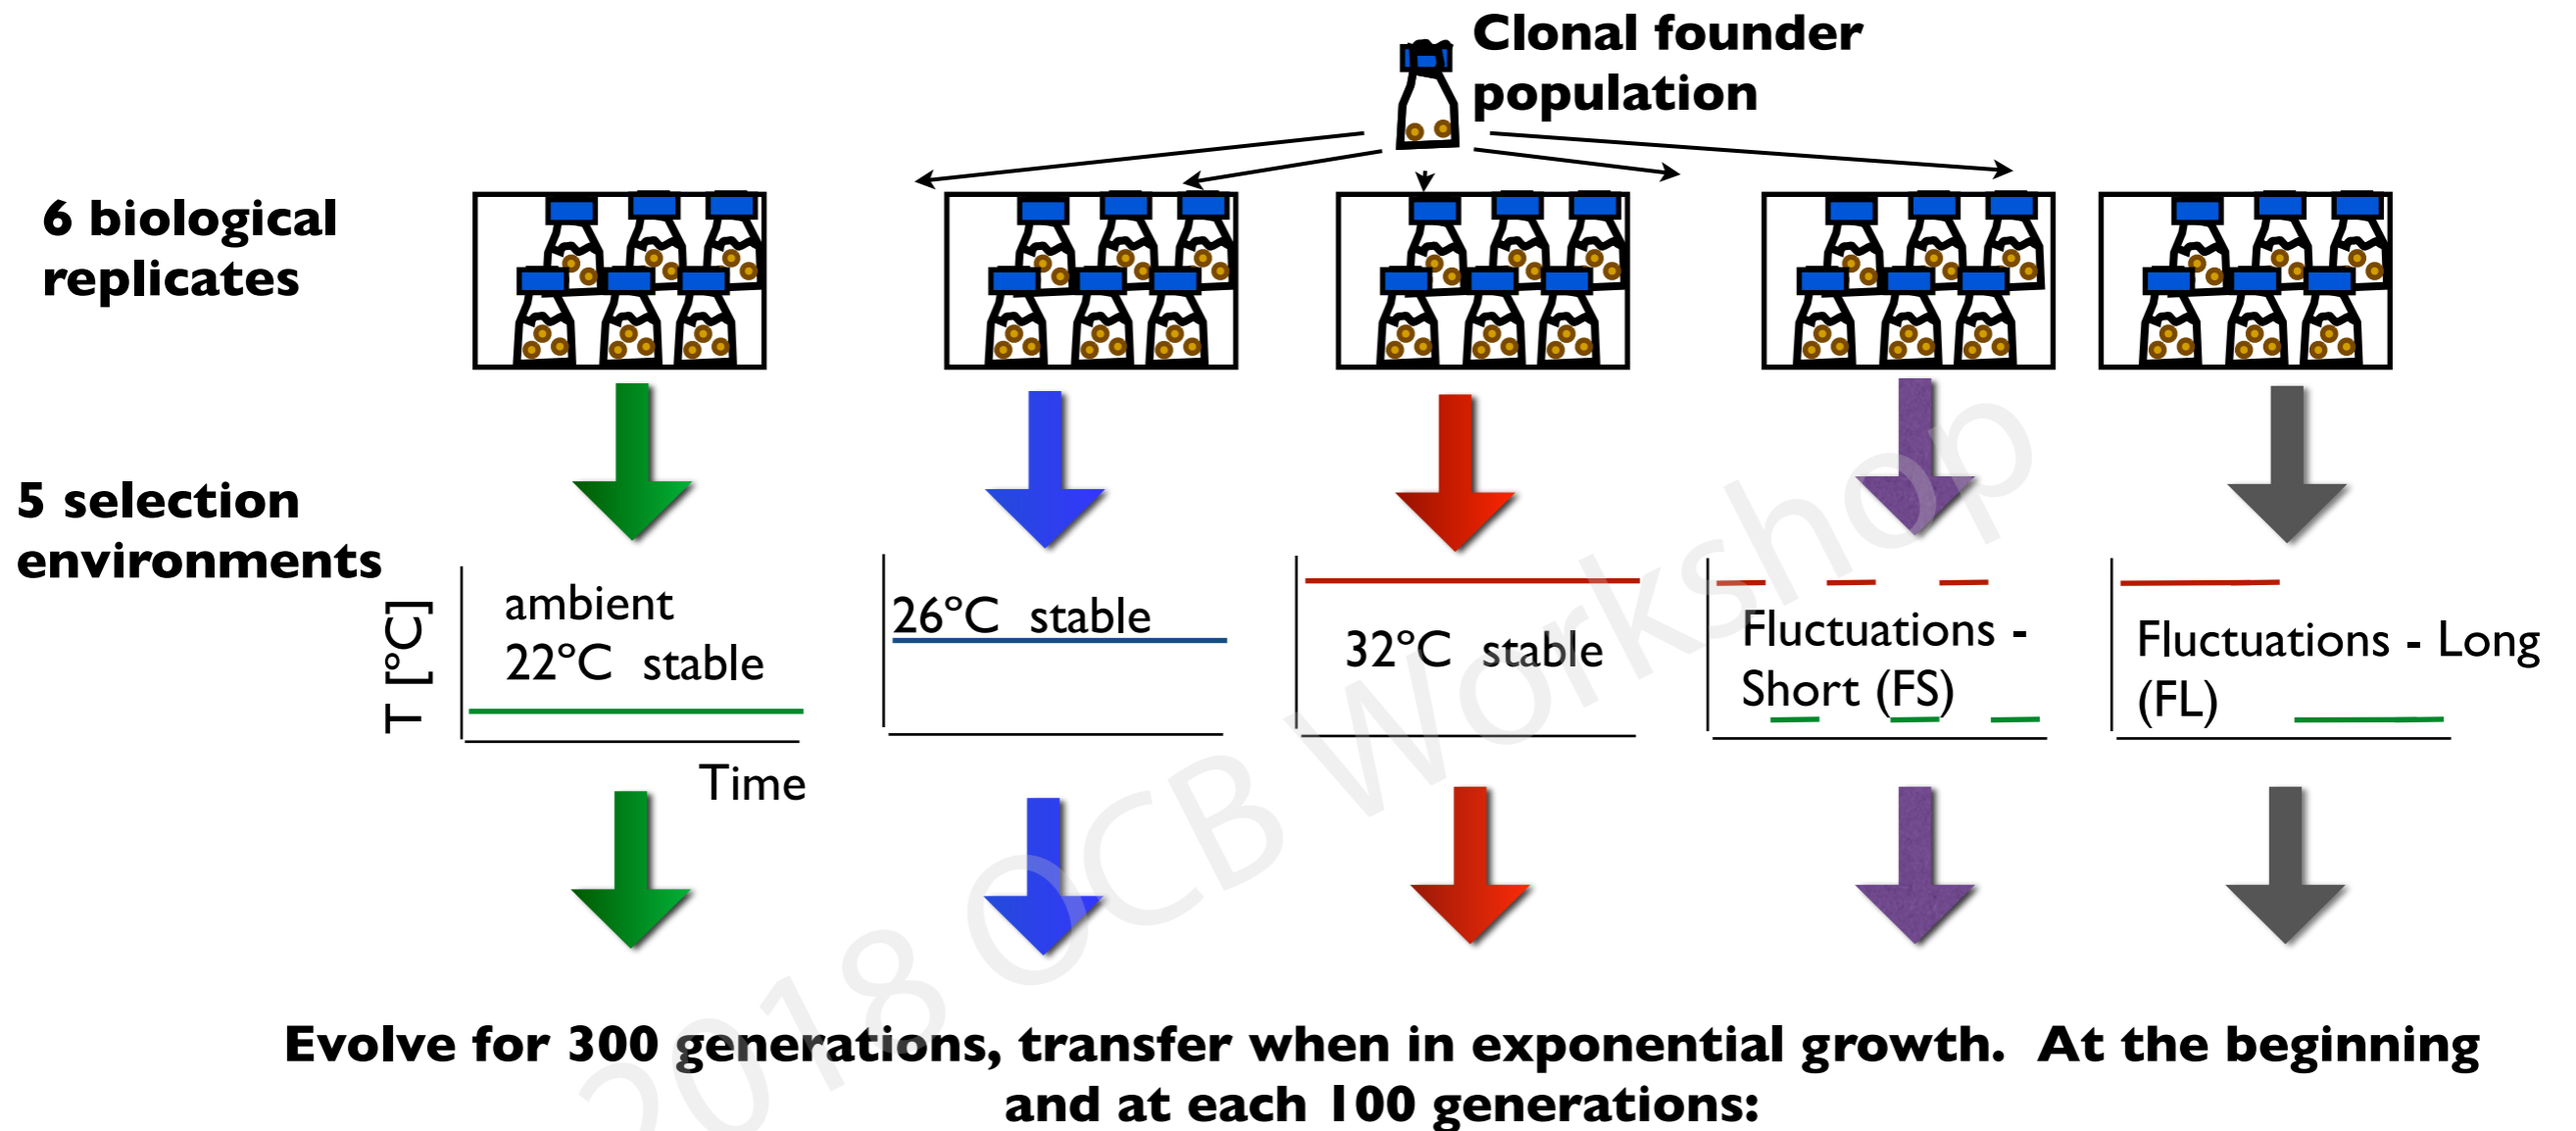 Clonal founder
population
6 biological
replicates
5 selection
environments
T [°C]
ambient
22°C stable
Time
26°C stable
32°C stable
Fluctuations -
Short (FS)
Fluctuations - Long
(FL)
2018 OCB Workshop
Evolve for 300 generations, transfer when in exponential growth. At the beginning
and at each 100 generations: